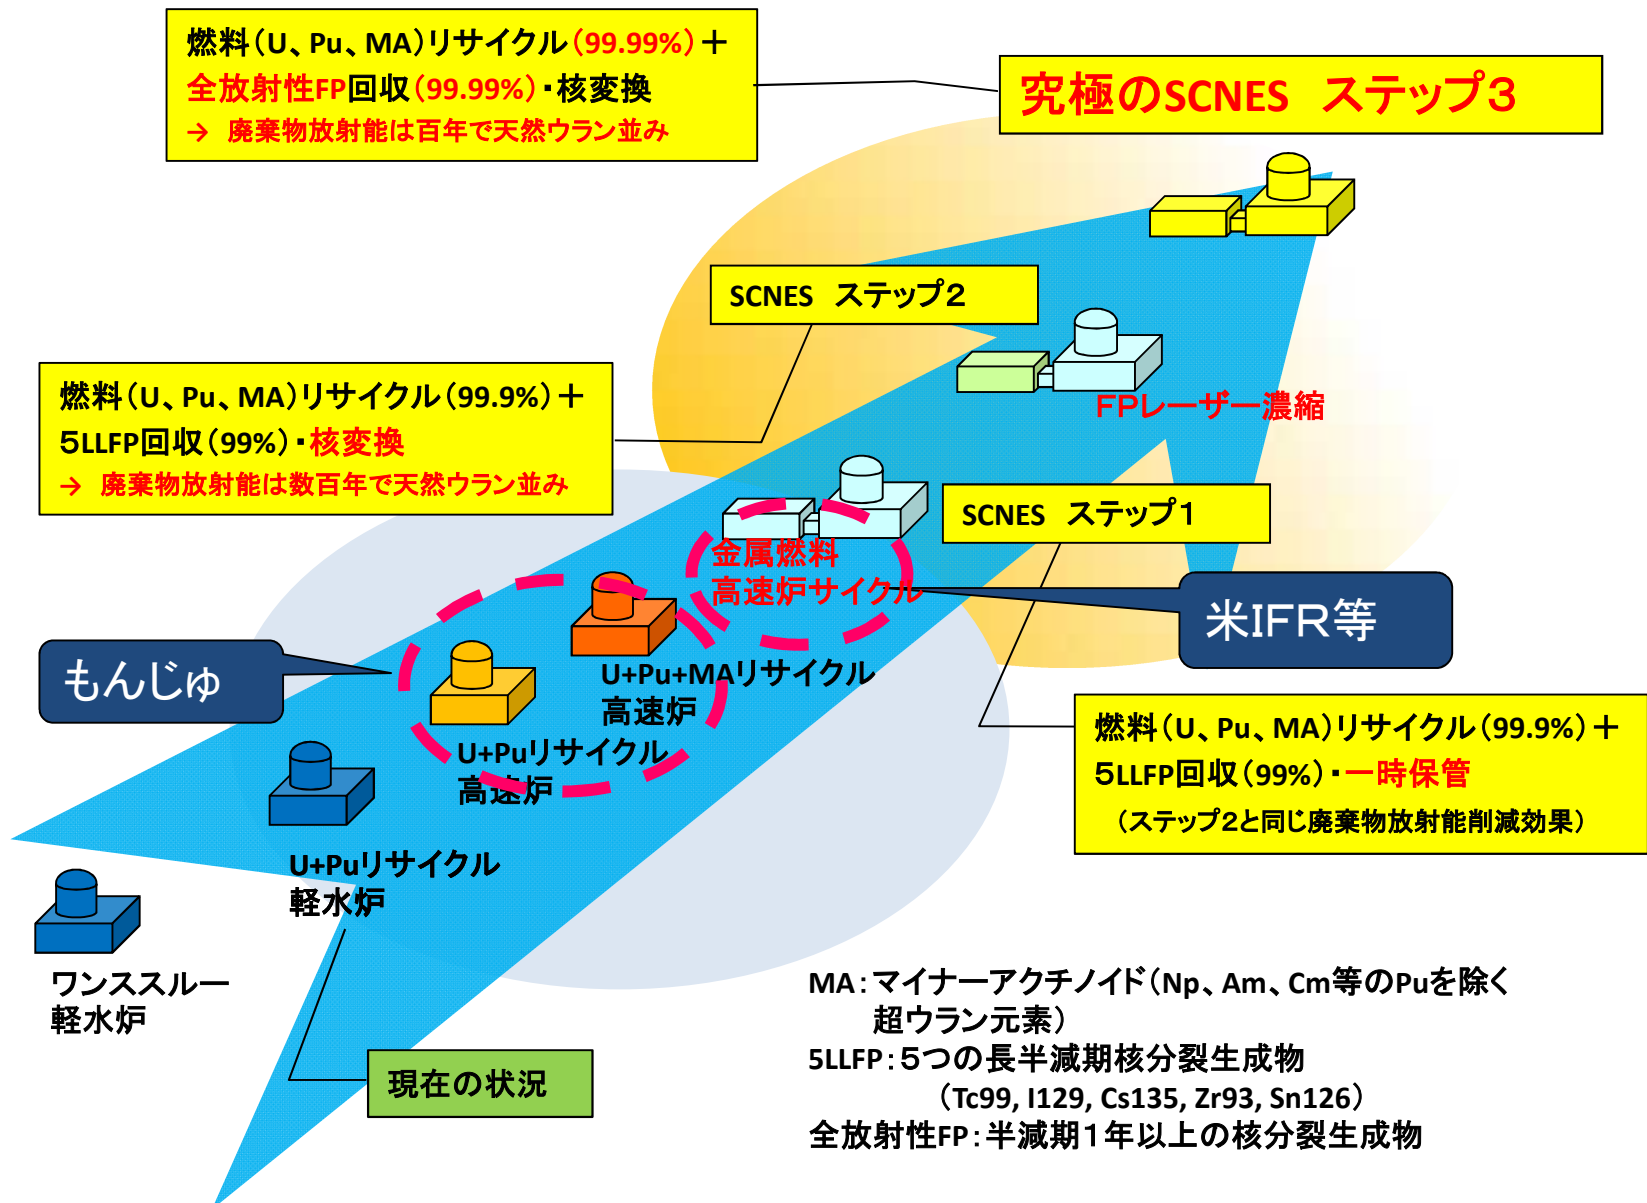 燃料(U、Pu、MA)リサイクル(99.99%)＋
全放射性FP回収(99.99%)・核変換
→ 廃棄物放射能は百年で天然ウラン並み
究極のSCNES ステップ３
SCNES ステップ２
燃料(U、Pu、MA)リサイクル(99.9%)＋
５LLFP回収(99%)・核変換
→ 廃棄物放射能は数百年で天然ウラン並み
FPレーザー濃縮
SCNES ステップ１
金属燃料
高速炉サイクル
米IFR等
もんじゅ
U+Pu+MAリサイクル
高速炉
U+Puリサイクル
高速炉
燃料(U、Pu、MA)リサイクル(99.9%)＋
５LLFP回収(99%)・一時保管
(ステップ２と同じ廃棄物放射能削減効果)
U+Puリサイクル
軽水炉
ワンススルー
軽水炉
現在の状況
MA：マイナーアクチノイド(Np、Am、Cm等のPuを除く
超ウラン元素)
5LLFP：５つの長半減期核分裂生成物
(Tc99, I129, Cs135, Zr93, Sn126)
全放射性FP：半減期１年以上の核分裂生成物